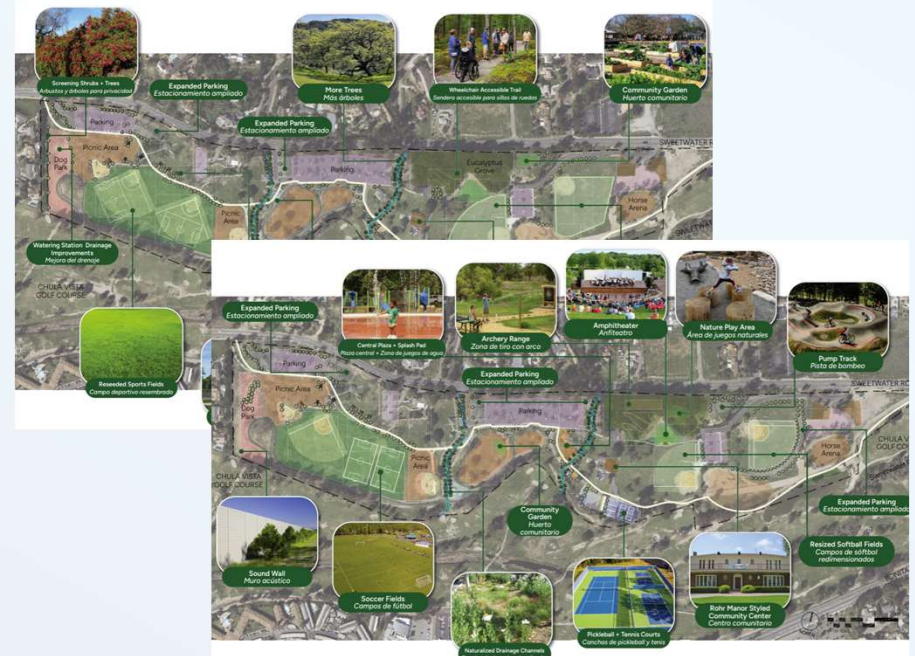 Screening Shrubs + Trees
Arbustos y árboles para privacidad
Expanded Parking
Estacionamiento ampliado
More Trees
Más árboles
Wheelchair Accessible Trail
Sendero accesible para sillas de ruedas
Community Garden
Huerto comunitario
Expanded Parking
Estacionamiento ampliado
Parking
Picnic Area
Dog
Park
Parking
Eucalyptus
Grove
SWEETWATER
Horse
Arena
Picnic
Area
Watering Station Drainage
Improvements
Mejora del drenaje
CHULA VISTA
GOLF COURSE
Reseeded Sports Fields
Campo deportivo resembrado
Expanded Parking
Estacionamiento ampliado
Central Plaza + Splash Pad
Plaza central + Zona de juegos de agua
Archery Range
Zona de tiro con arco
Amphitheater
Anfiteatro
Nature Play Area
Área de juegos naturales
Pump Track
Pista de bombeo
Expanded Parking
Estacionamiento ampliado
Parking
Picnic Area
Dog
Park
Parking
SWEETWATER
Picnic
Area
Horse
Arena
CHULA VISTA
GOLF COURSE
Expanded Parking
Estacionamiento ampliado
Community
Garden
Huerto
comunitario
Resized Softball Fields
Campos de sóftbol
redimensionados
Sound Wall
Muro acústico
Soccer Fields
Campos de fútbol
Naturalized Drainage Channels
Pickleball + Tennis Courts
Canchas de pickleball y tenis
Rohr Manor Styled
Community Center
Centro comunitario